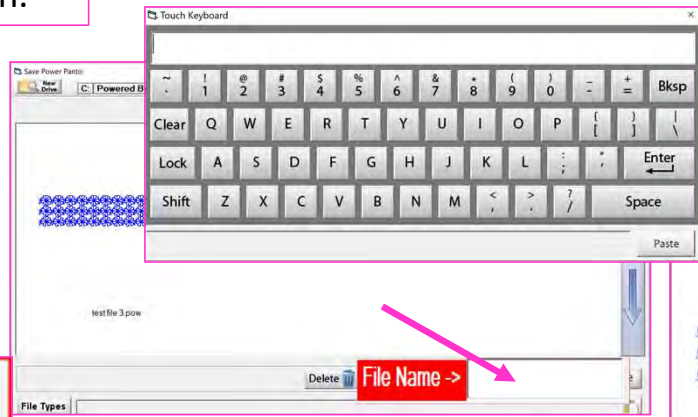 Touch Keyboard ×
Save Power Panto
New Drive C: Powered B
~ ` ! 1 @ 2 # 3 $ 4 % 5 ^ 6 & 7 * 8 ( 9 ) 0 _ - + = Bksp
Clear Q W E R T Y U I O P { [ } ] | \
Lock A S D F G H J K L : ; " ' Enter
Shift Z X C V B N M < , > . ? / Space
Paste
test file 3.pow
Delete File Name ->
File Types